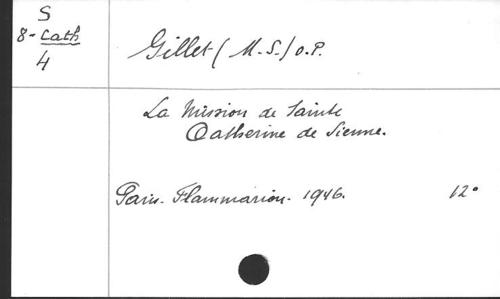 S
8-Cath
4
Gillet (M.-S.) O.P.
La Mission de Sainte
Catherine de Sienne.
Paris. Flammarion. 1946. 12°